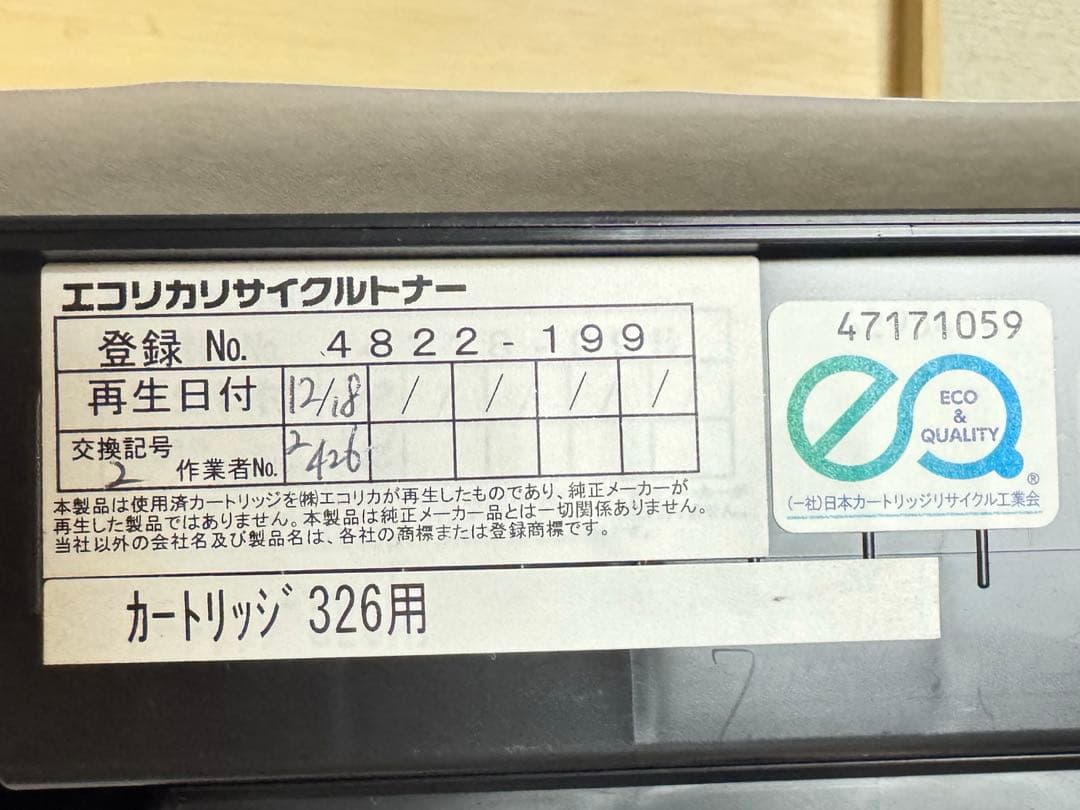 エコリカリサイクルトナー
登録 No. 4822-199
再生日付 12/18 / / / /
交換記号 2 作業者No. 2 426
本製品は使用済カートリッジを㈱エコリカが再生したものであり、純正メーカーが
再生した製品ではありません。本製品は純正メーカー品とは一切関係ありません。
当社以外の会社名及び製品名は、各社の商標または登録商標です。
カートリッジ 326用
47171059
eQ
ECO
&
QUALITY
®
(一社)日本カートリッジリサイクル工業会
7